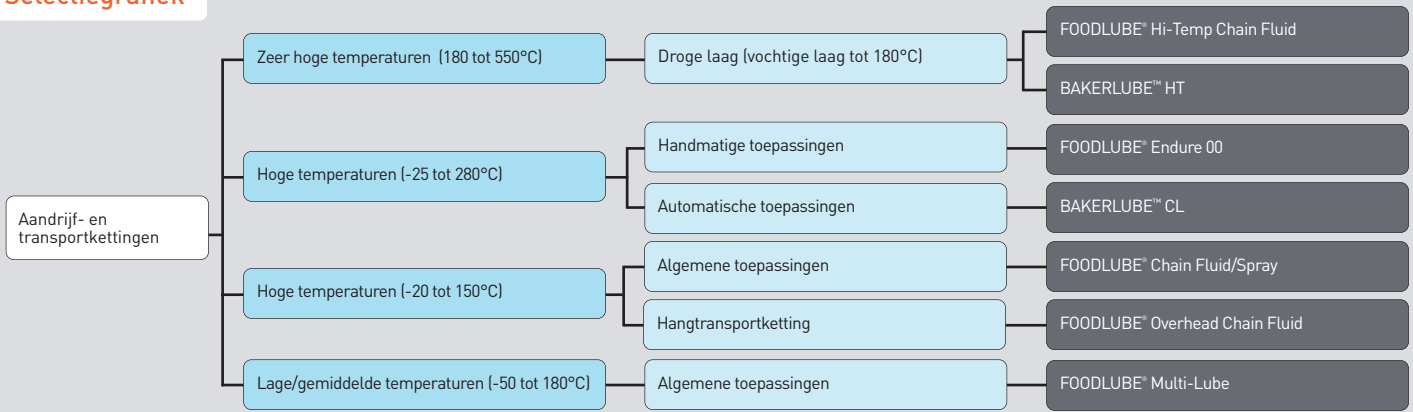 Selectiegrafiek
Aandrijf- en
transportkettingen
Zeer hoge temperaturen (180 tot 550°C)
Droge laag (vochtige laag tot 180°C)
FOODLUBE® Hi-Temp Chain Fluid
BAKERLUBE™ HT
Hoge temperaturen (-25 tot 280°C)
Handmatige toepassingen
FOODLUBE® Endure 00
Automatische toepassingen
BAKERLUBE™ CL
Hoge temperaturen (-20 tot 150°C)
Algemene toepassingen
FOODLUBE® Chain Fluid/Spray
Hangtransportketting
FOODLUBE® Overhead Chain Fluid
Lage/gemiddelde temperaturen (-50 tot 180°C)
Algemene toepassingen
FOODLUBE® Multi-Lube